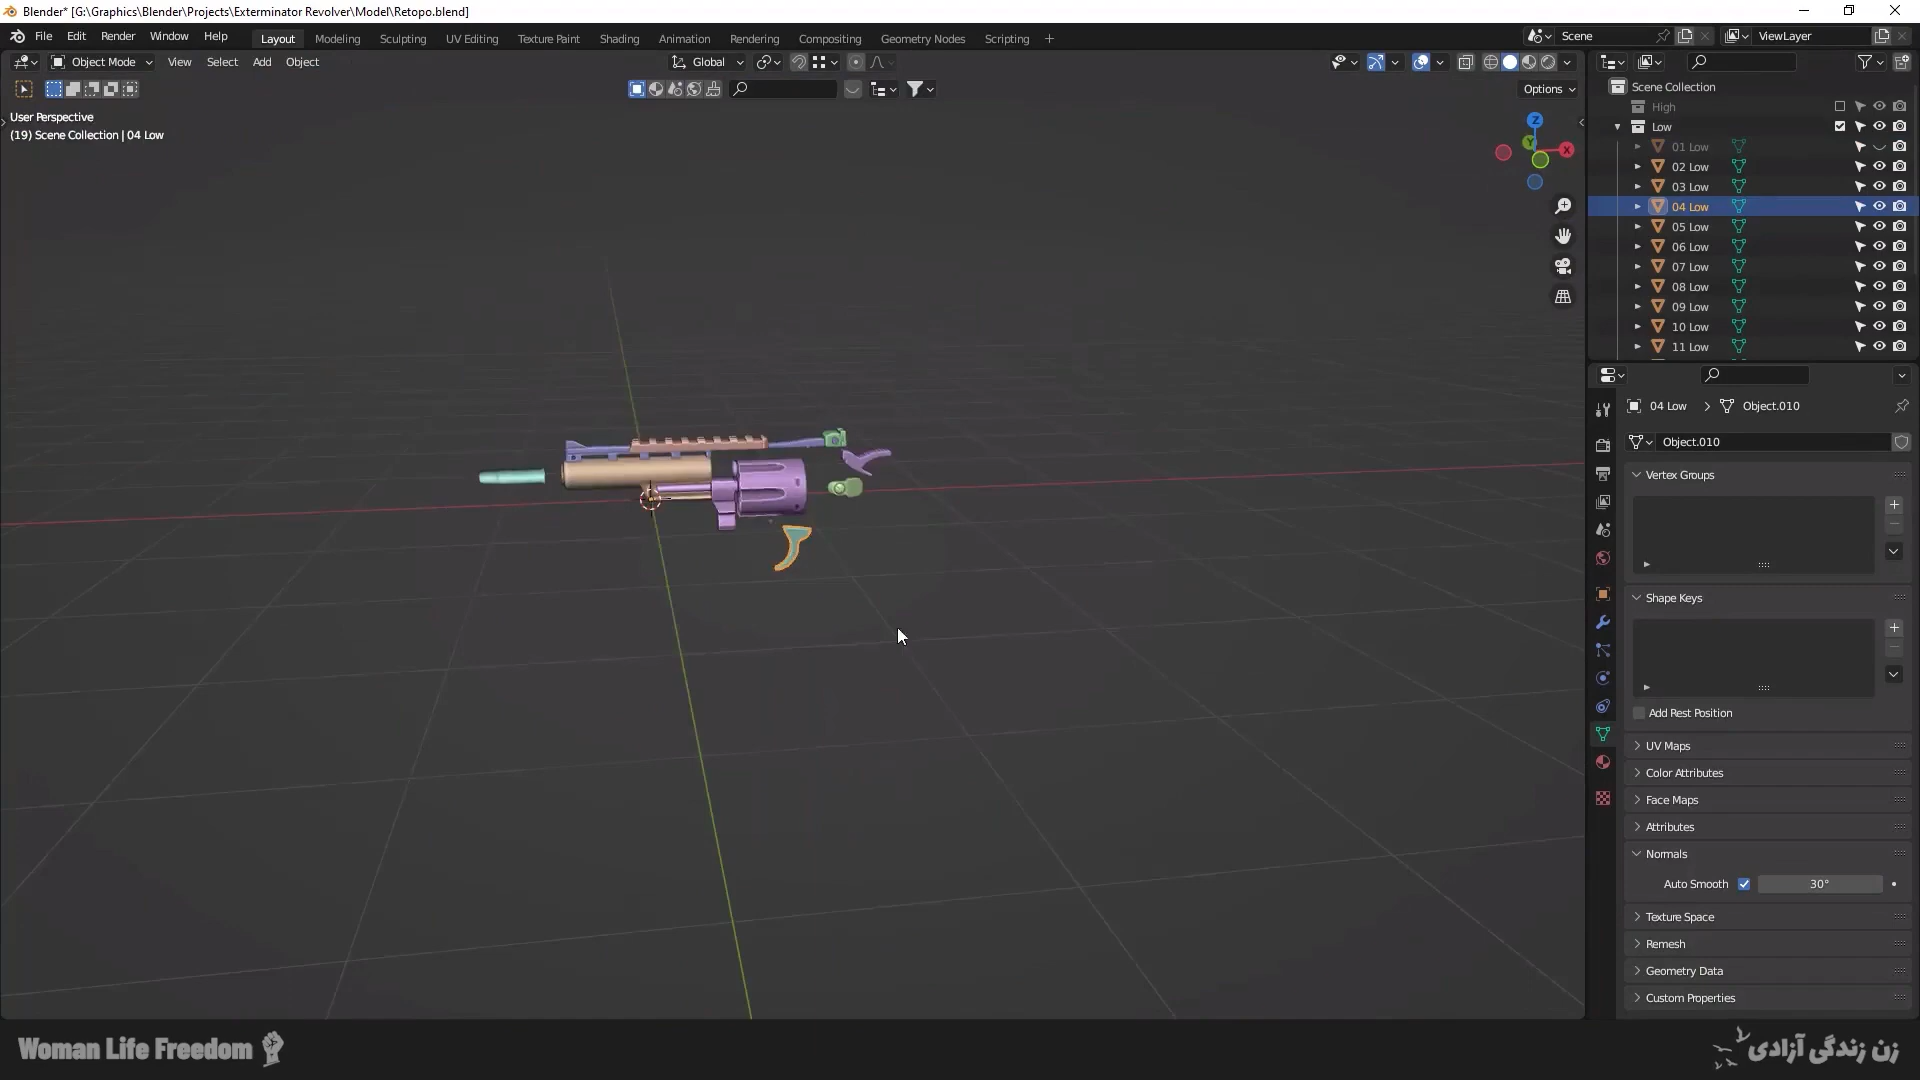 Blender* [G:\Graphics\Blender\Projects\Exterminator Revolver\Model\Retopo.blend]
File Edit Render Window Help Layout Modeling Sculpting UV Editing Texture Paint Shading Animation Rendering Compositing Geometry Nodes Scripting + Scene ViewLayer
Object Mode View Select Add Object Global
Options
User Perspective
(19) Scene Collection | 04 Low
Z
Y
X
Scene Collection
High
Low
01 Low
02 Low
03 Low
04 Low
05 Low
06 Low
07 Low
08 Low
09 Low
10 Low
11 Low
04 Low > Object.010
Object.010
Vertex Groups
Shape Keys
Add Rest Position
UV Maps
Color Attributes
Face Maps
Attributes
Normals
Auto Smooth 30°
Texture Space
Remesh
Geometry Data
Custom Properties
Woman Life Freedom
زن زندگی آزادی